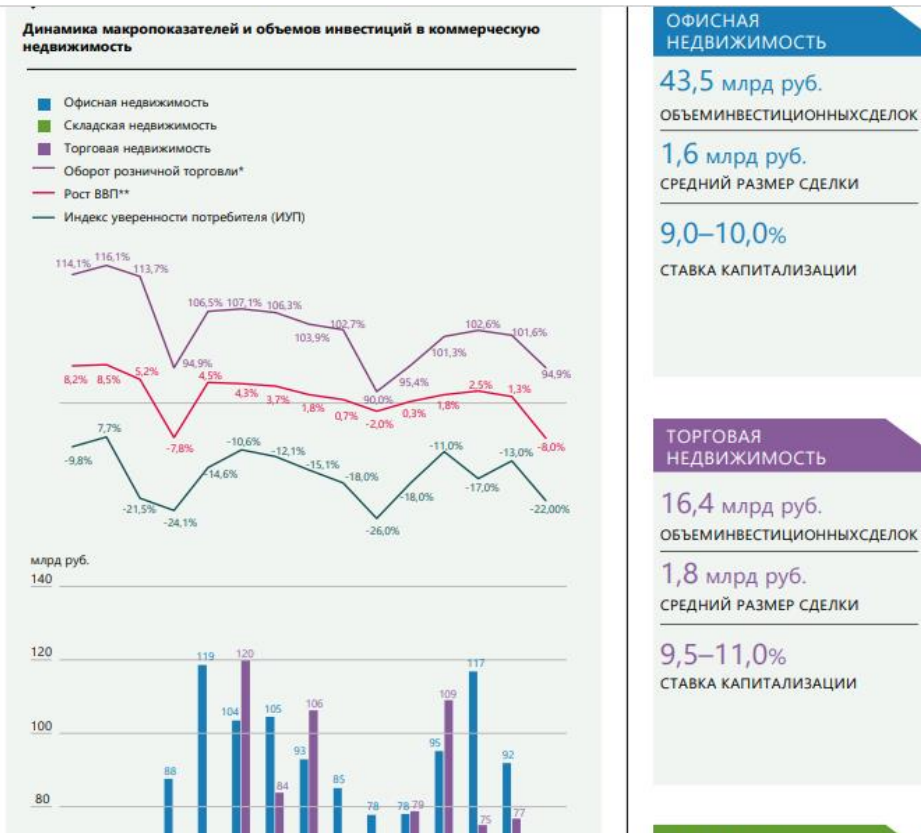 Динамика макропоказателей и объемов инвестиций в коммерческую
недвижимость
Офисная недвижимость
Складская недвижимость
Торговая недвижимость
Оборот розничной торговли*
Рост ВВП**
Индекс уверенности потребителя (ИУП)
114,1% 116,1% 113,7% 94,9% 106,5% 107,1% 106,3% 103,9% 102,7% 90,0% 95,4% 101,3% 102,6% 101,6% 94,9%
8,2% 8,5% 5,2% -7,8% 4,5% 4,3% 3,7% 1,8% 0,7% -2,0% 0,3% 1,8% 2,5% 1,3% -8,0%
-9,8% 7,7% -21,5% -24,1% -14,6% -10,6% -12,1% -15,1% -18,0% -26,0% -18,0% -11,0% -17,0% -13,0% -22,00%
млрд руб.
140
120
119 120 117
100
104 105 106 109
93 95 92
88 84 85
80
78 78 79 75 77
ОФИСНАЯ
НЕДВИЖИМОСТЬ
43,5 млрд руб.
ОБЪЕМИНВЕСТИЦИОННЫХСДЕЛОК
1,6 млрд руб.
СРЕДНИЙ РАЗМЕР СДЕЛКИ
9,0–10,0%
СТАВКА КАПИТАЛИЗАЦИИ
ТОРГОВАЯ
НЕДВИЖИМОСТЬ
16,4 млрд руб.
ОБЪЕМИНВЕСТИЦИОННЫХСДЕЛОК
1,8 млрд руб.
СРЕДНИЙ РАЗМЕР СДЕЛКИ
9,5–11,0%
СТАВКА КАПИТАЛИЗАЦИИ